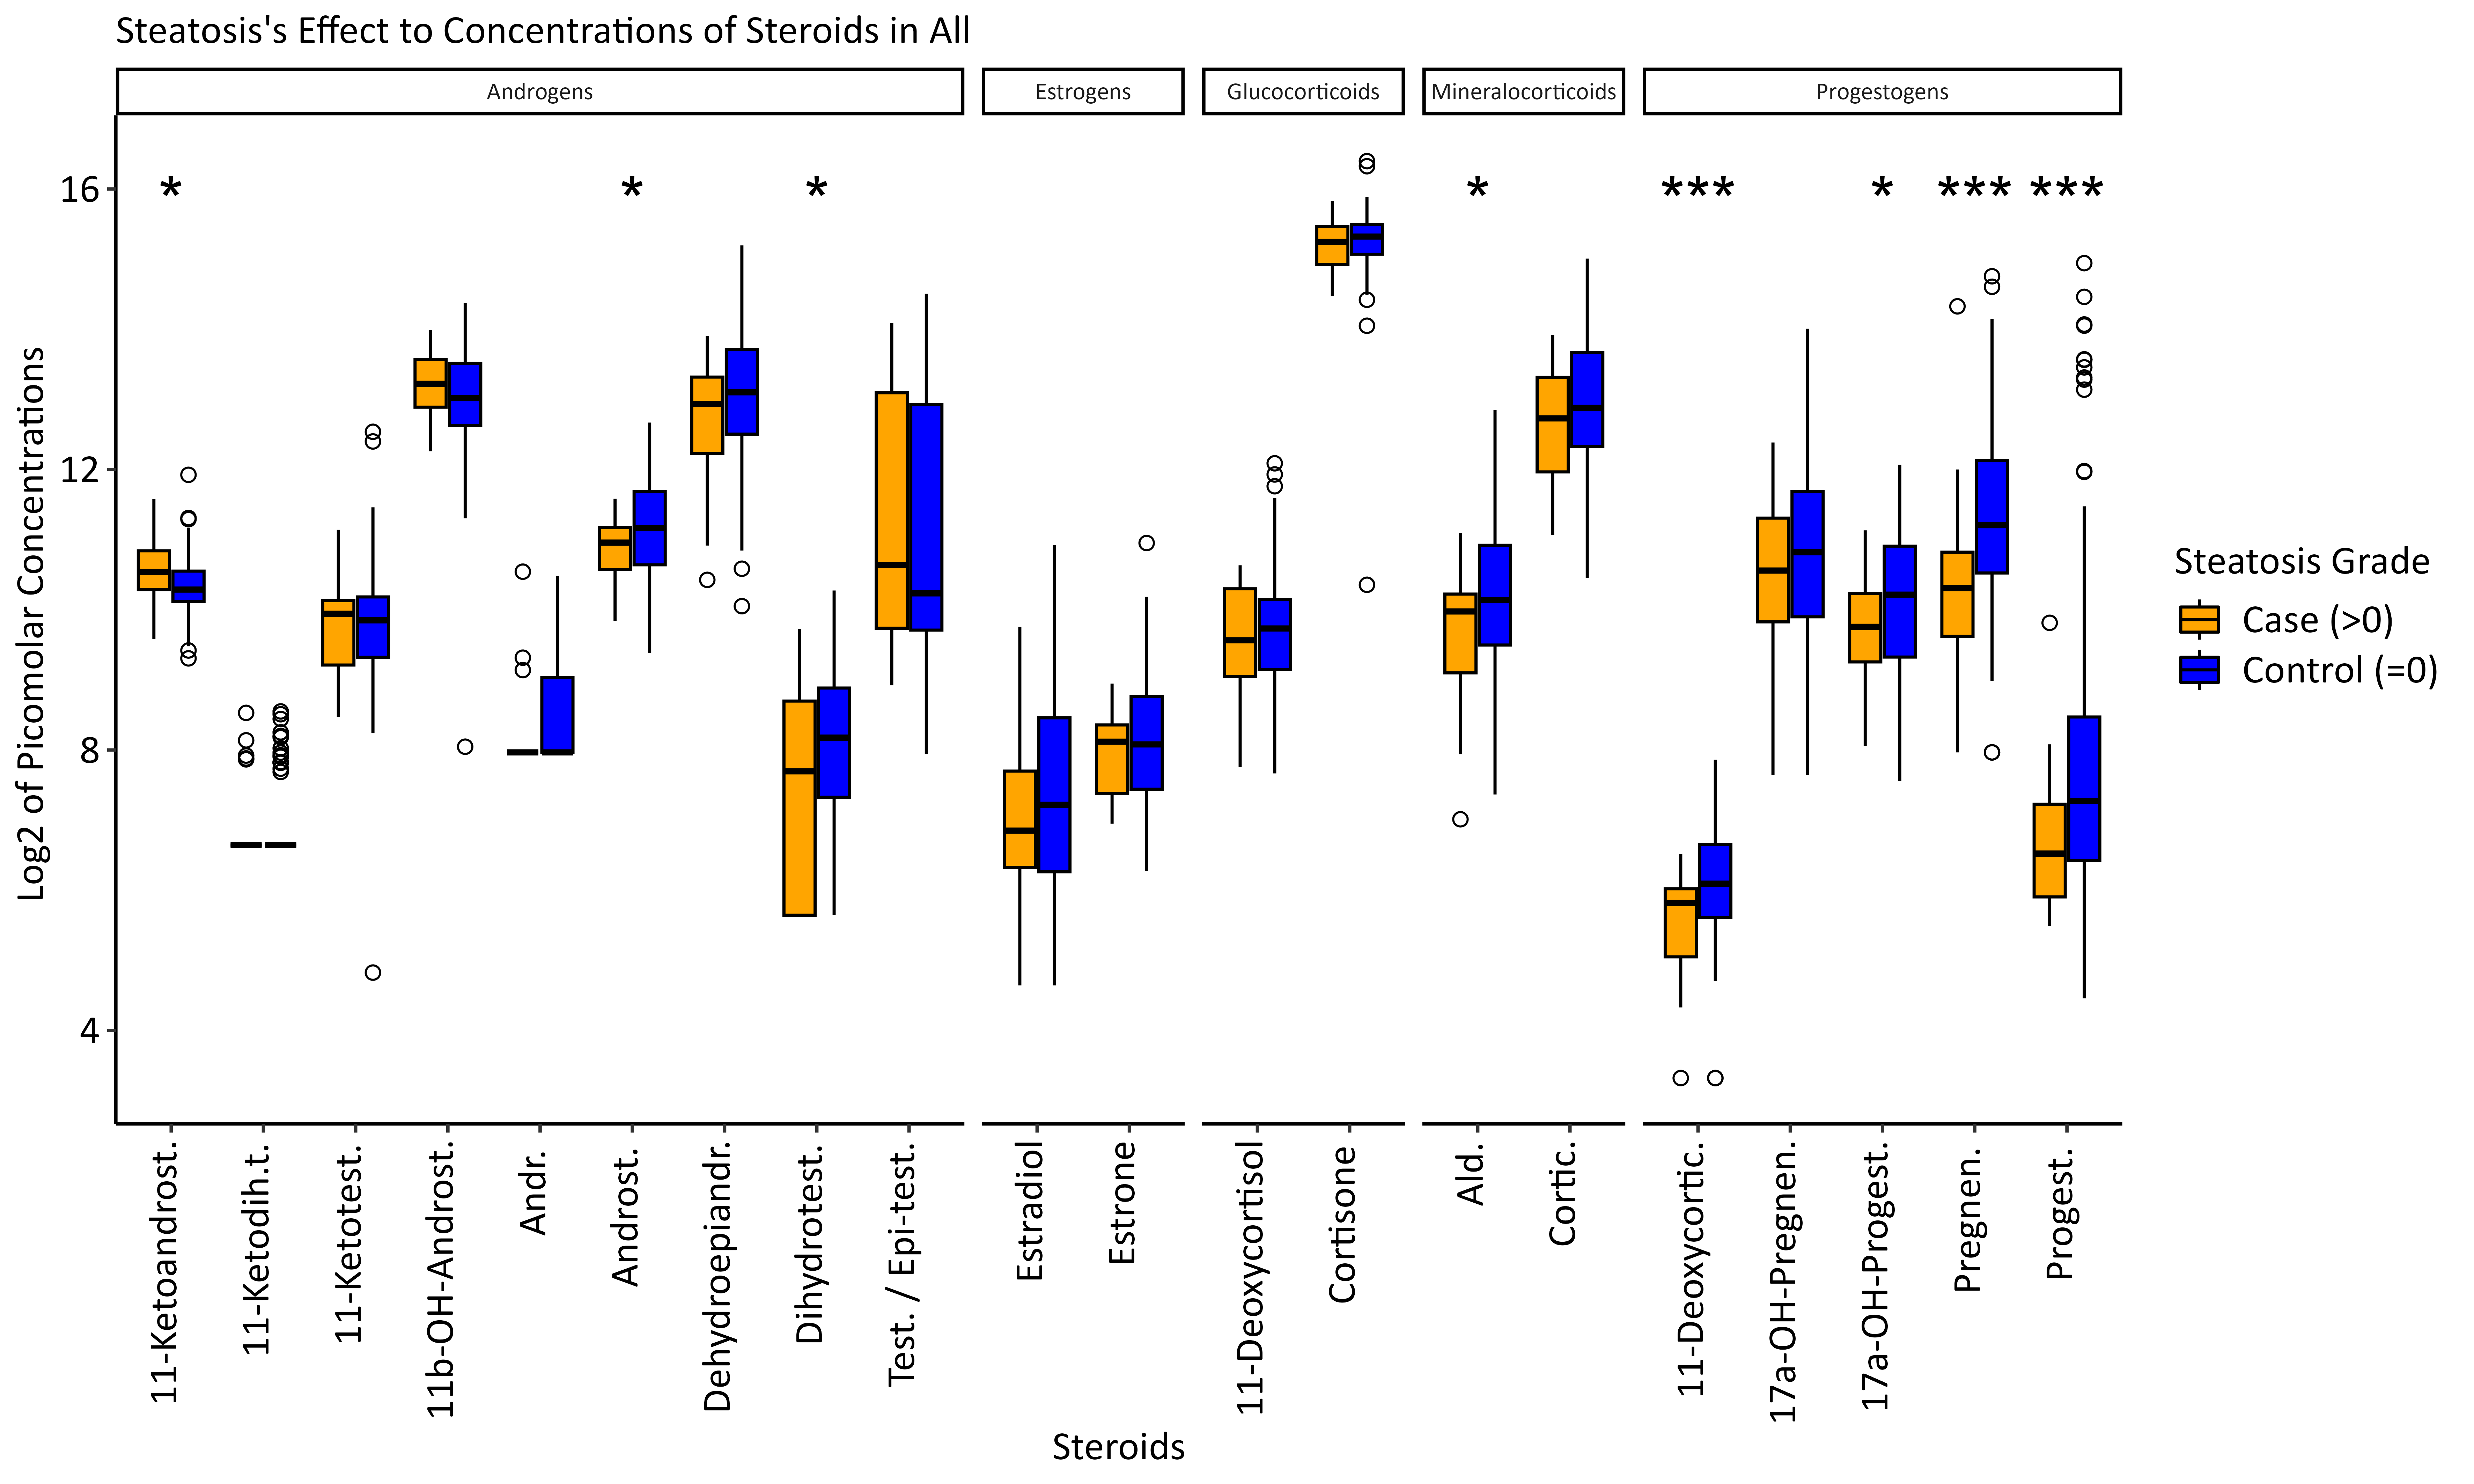 Steatosis's Effect to Concentrations of Steroids in All
Androgens
Estrogens
Glucocorticoids
Mineralocorticoids
Progestogens
Log2 of Picomolar Concentrations
16
12
8
4
*
*
*
*
***
*
***
***
11-Ketoandrost.
11-Ketodih.t.
11-Ketotest.
11b-OH-Androst.
Andr.
Androst.
Dehydroepiandr.
Dihydrotest.
Test. / Epi-test.
Estradiol
Estrone
11-Deoxycortisol
Cortisone
Ald.
Cortic.
11-Deoxycortic.
17a-OH-Pregnen.
17a-OH-Progest.
Pregnen.
Progest.
Steroids
Steatosis Grade
Case (>0)
Control (=0)